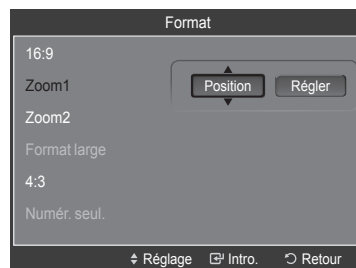 Format
16:9
Zoom1
Position Régler
Zoom2
Format large
4:3
Numér. seul.
Réglage Intro. Retour